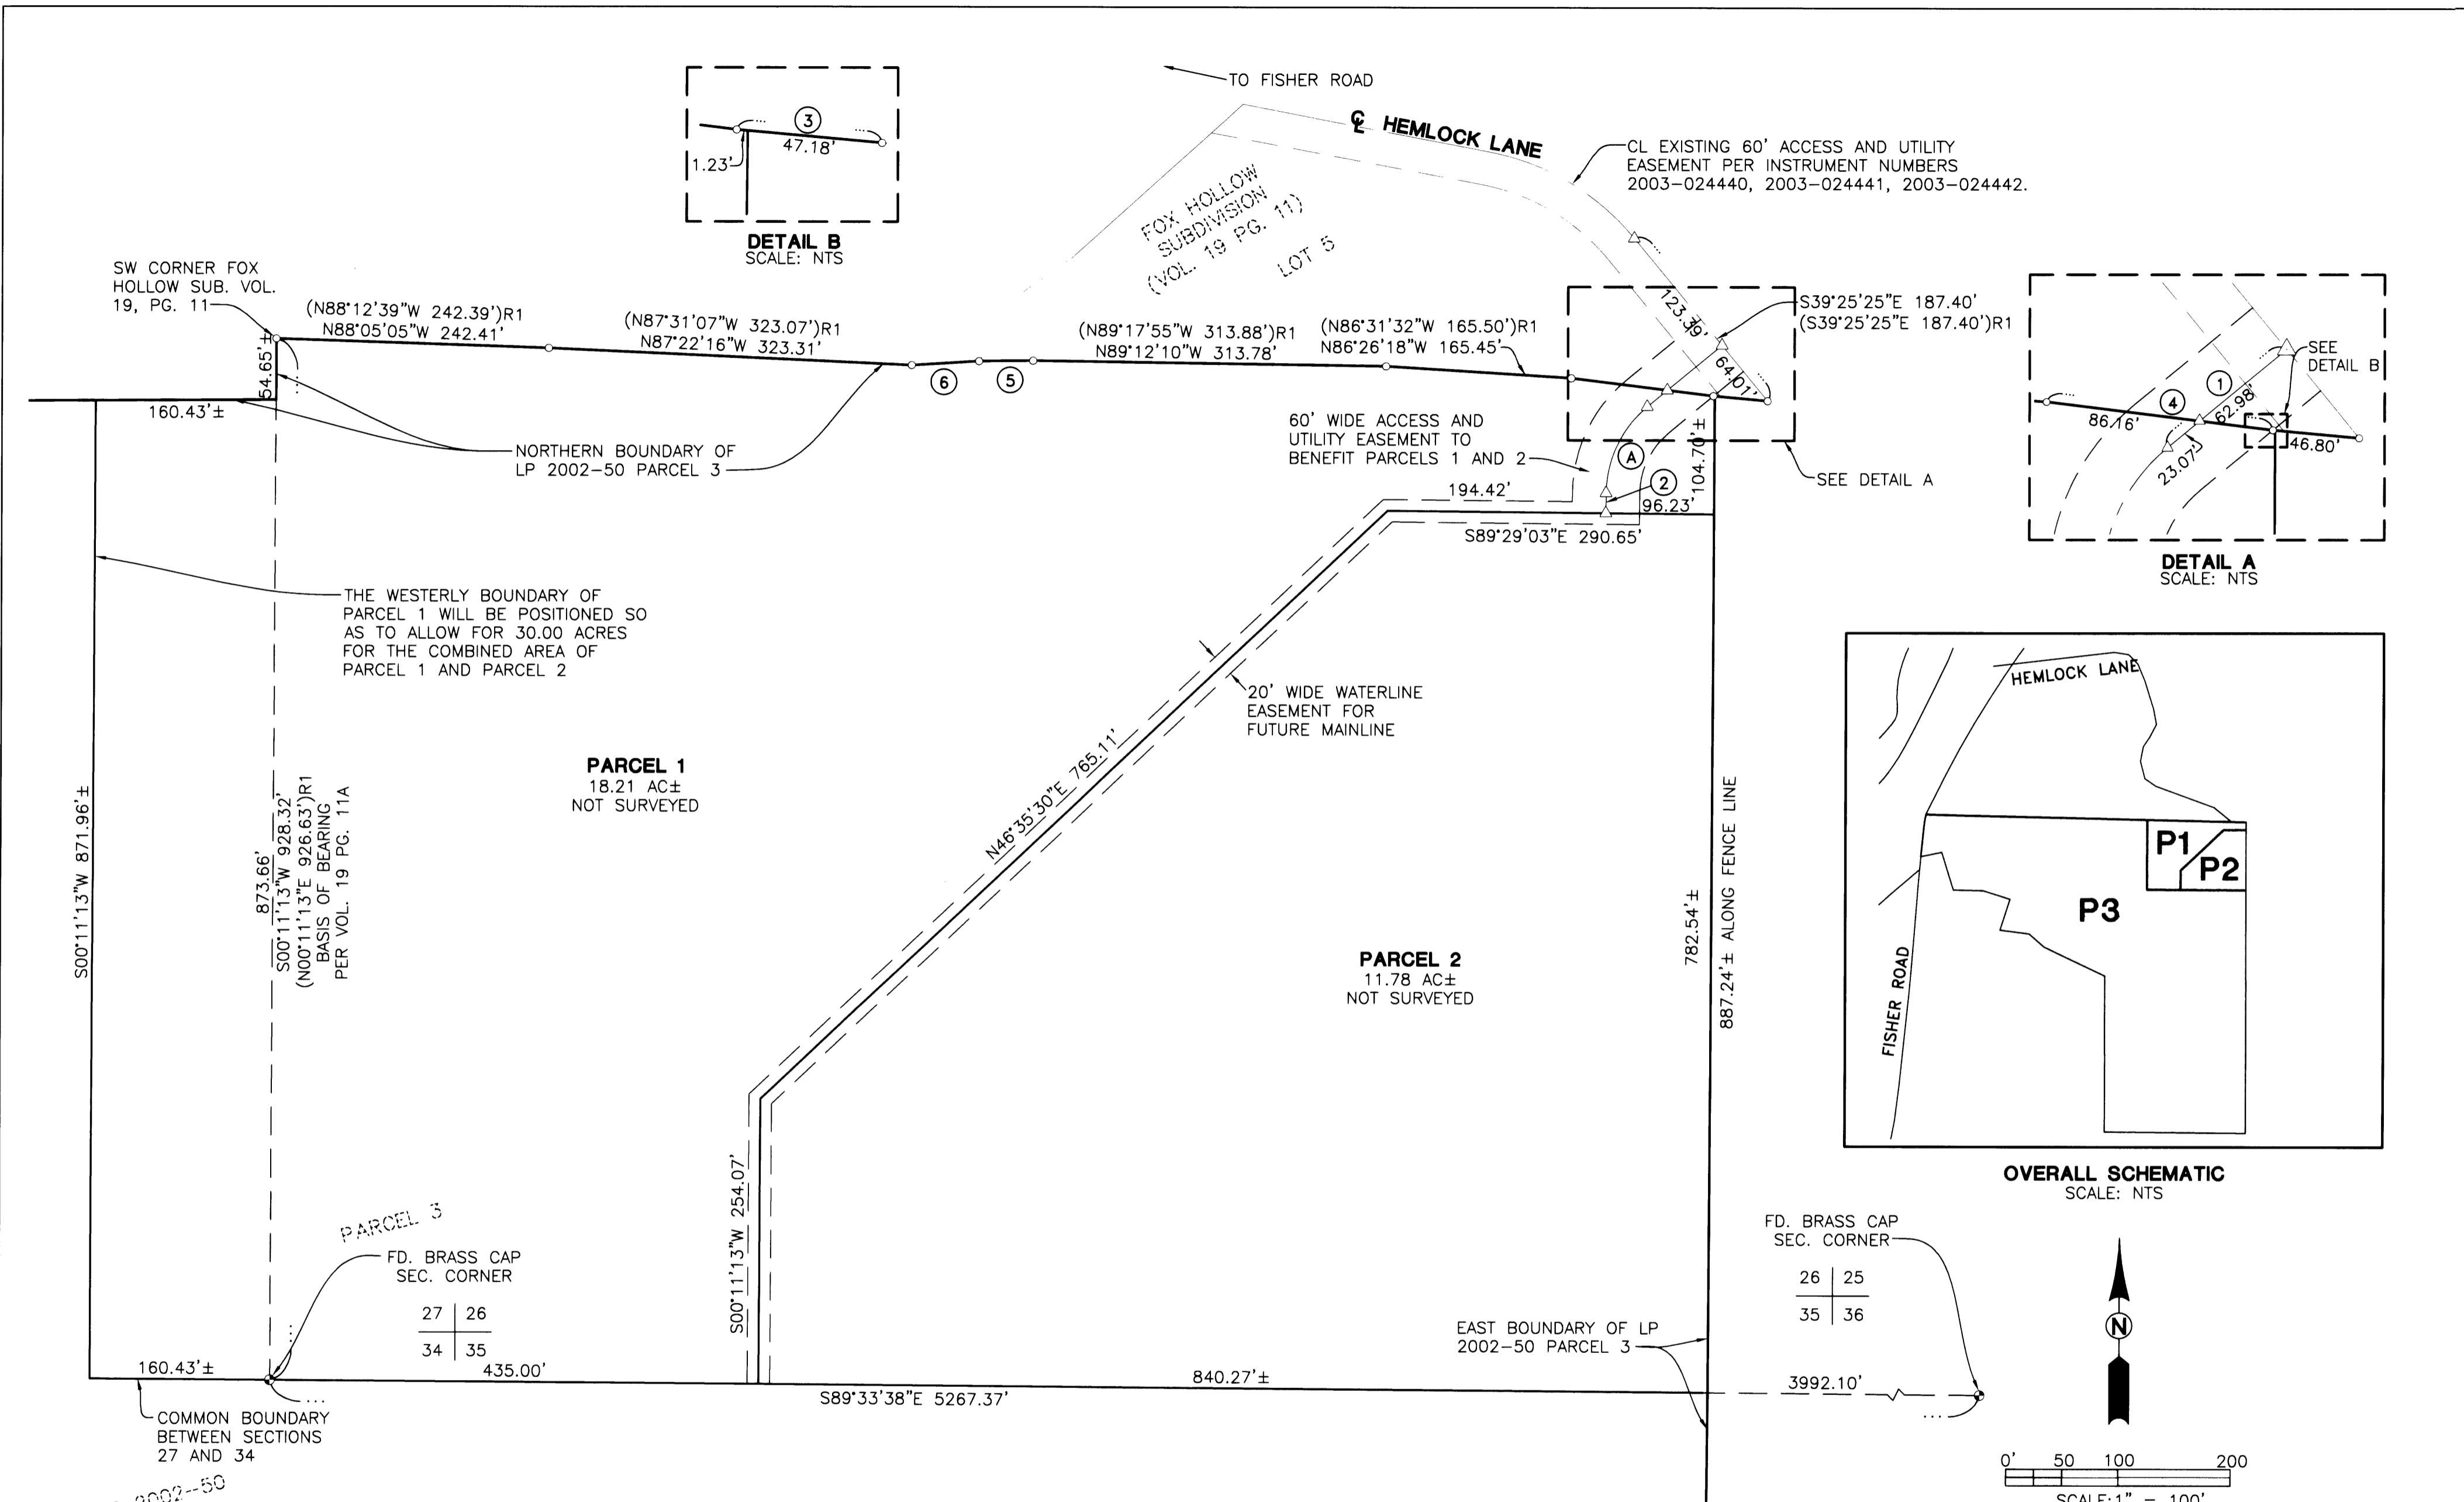 TO FISHER ROAD
℄ HEMLOCK LANE
CL EXISTING 60' ACCESS AND UTILITY
EASEMENT PER INSTRUMENT NUMBERS
2003-024440, 2003-024441, 2003-024442.
3
47.18'
1.23'
DETAIL B
SCALE: NTS
FOX HOLLOW
SUBDIVISION
(VOL. 19 PG. 11)
LOT 5
SW CORNER FOX
HOLLOW SUB. VOL.
19, PG. 11
(N88°12'39"W 242.39')R1
N88°05'05"W 242.41'
(N87°31'07"W 323.07')R1
N87°22'16"W 323.31'
6
5
(N89°17'55"W 313.88')R1
N89°12'10"W 313.78'
(N86°31'32"W 165.50')R1
N86°26'18"W 165.45'
123.39'
64.01'
S39°25'25"E 187.40'
(S39°25'25"E 187.40')R1
SEE
DETAIL B
1
62.98'
4
86.16'
46.80'
23.07'
DETAIL A
SCALE: NTS
54.65'±
160.43'±
NORTHERN BOUNDARY OF
LP 2002-50 PARCEL 3
60' WIDE ACCESS AND
UTILITY EASEMENT TO
BENEFIT PARCELS 1 AND 2
A
2
104.70'±
SEE DETAIL A
194.42'
96.23'
S89°29'03"E 290.65'
THE WESTERLY BOUNDARY OF
PARCEL 1 WILL BE POSITIONED SO
AS TO ALLOW FOR 30.00 ACRES
FOR THE COMBINED AREA OF
PARCEL 1 AND PARCEL 2
20' WIDE WATERLINE
EASEMENT FOR
FUTURE MAINLINE
PARCEL 1
18.21 AC±
NOT SURVEYED
N46°35'30"E 765.11'
S00°11'13"W 871.96'±
873.66'
S00°11'13"W 928.32'
(N00°11'13"E 926.63')R1
BASIS OF BEARING
PER VOL. 19 PG. 11A
PARCEL 2
11.78 AC±
NOT SURVEYED
782.54'±
887.24'± ALONG FENCE LINE
HEMLOCK LANE
P1
P2
P3
FISHER ROAD
OVERALL SCHEMATIC
SCALE: NTS
S00°11'13"W 254.07'
PARCEL 3
FD. BRASS CAP
SEC. CORNER
27 26
34 35
FD. BRASS CAP
SEC. CORNER
26 25
35 36
N
EAST BOUNDARY OF LP
2002-50 PARCEL 3
160.43'±
435.00'
840.27'±
S89°33'38"E 5267.37'
3992.10'
COMMON BOUNDARY
BETWEEN SECTIONS
27 AND 34
2002-50
0' 50 100 200
SCALE: 1" = 100'